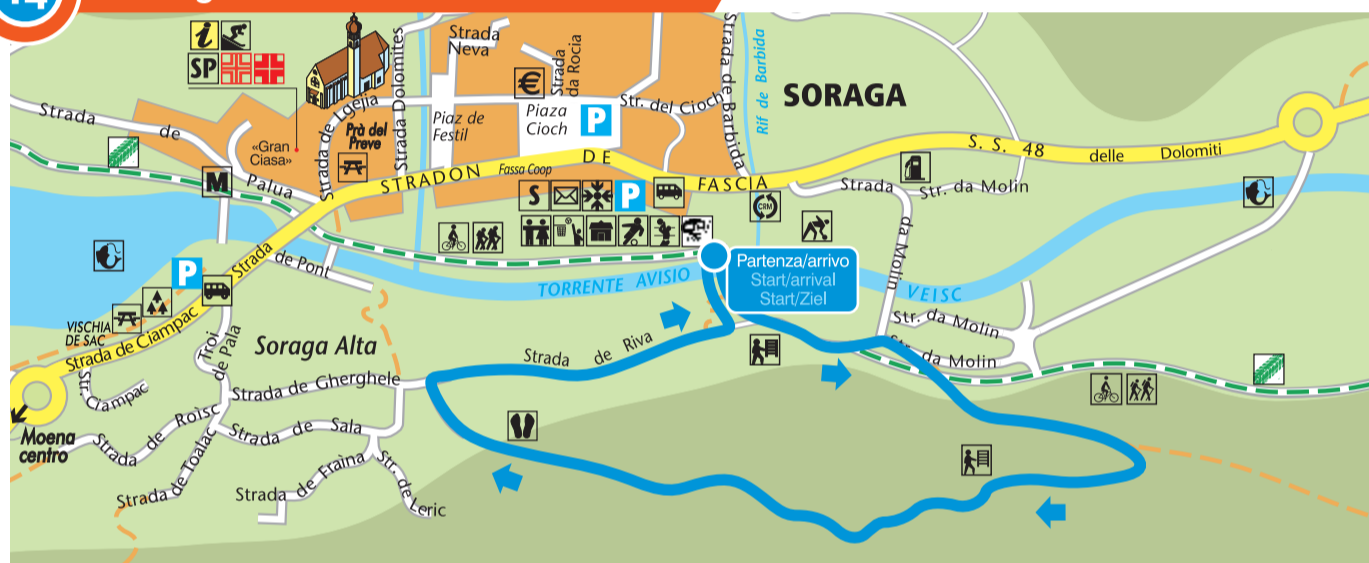 14
i
SP
Strada
Neva
Strada
da Rocia
Strada Dolomites
Strada de Barbida
Rif de Barbida
SORAGA
€
Strada de Lgejia
Piaz de
Festil
Piaza
Cioch
P
Str. del Cioch
Strada de Palua
«Gran
Ciasa»
Prà del
Preve
M
STRADON DE FASCIA
Fassa Coop
S. S. 48 delle Dolomiti
S
P
CRM
Strada da Molin
Str. da Molin
P
Strada de Ciampac
de Pont
TORRENTE AVISIO
Partenza/arrivo
Start/arrival
Start/Ziel
VEISC
VISCHIA
DE SAC
Troi
de Pala
Soraga Alta
Strada de Riva
Str. da Molin
Str. da Molin
Str. Ciampac
Strada de Gherghele
Moena
centro
Strada de Roisc
Strada de Toalac
Strada de Sala
Strada de Fraina
Str. de Leric